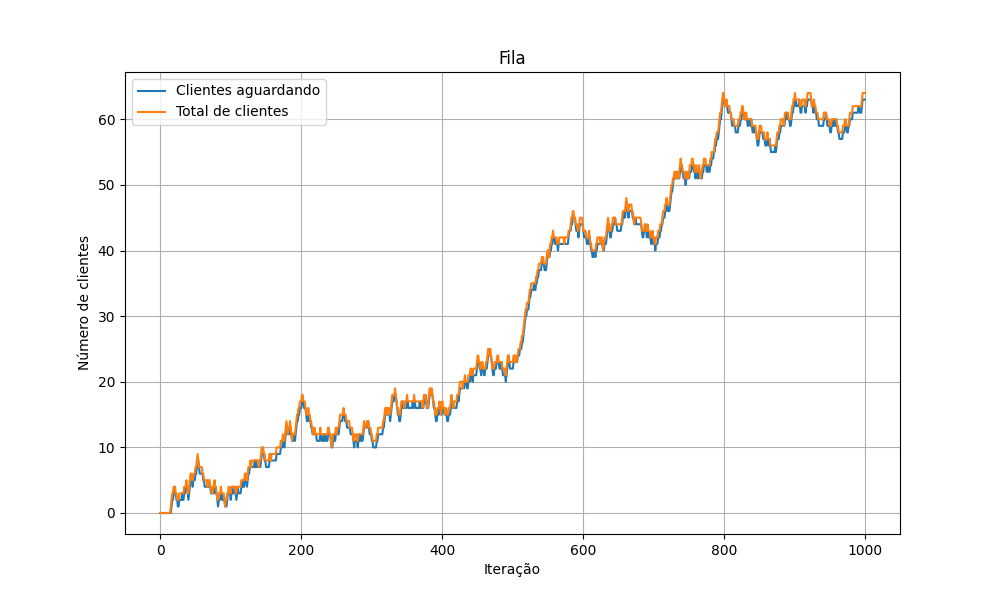 Fila
Clientes aguardando
Total de clientes
Número de clientes
60
50
40
30
20
10
0
0 200 400 600 800 1000
Iteração